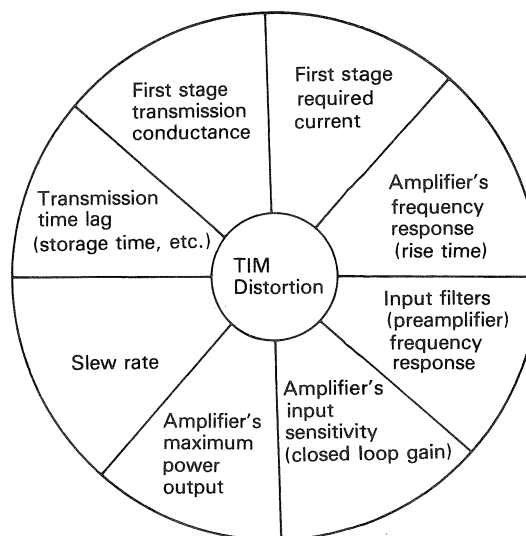 First stage
transmission
conductance
First stage
required
current
Amplifier's
frequency
response
(rise time)
Input filters
(preamplifier)
frequency
response
Amplifier's
input
sensitivity
(closed loop gain)
Amplifier's
maximum
power
output
Slew rate
Transmission
time lag
(storage time, etc.)
TIM
Distortion